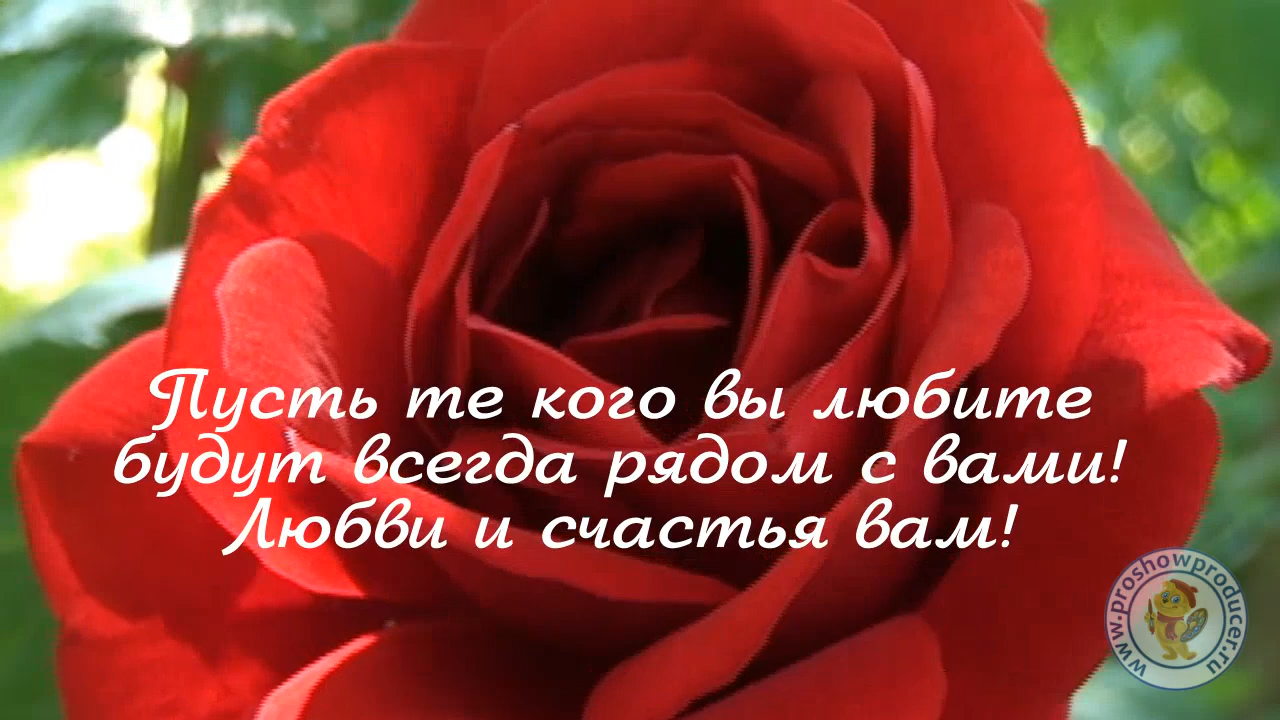 Пусть те кого вы любите
будут всегда рядом с вами!
Любви и счастья вам!
www.proshowproducer.ru